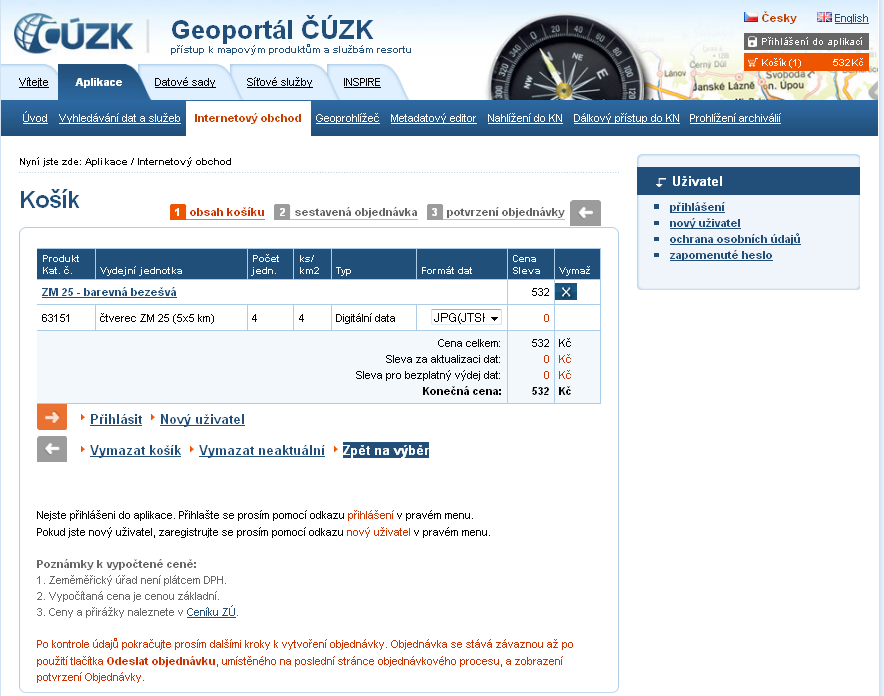 ČÚZK
Geoportál ČÚZK
přístup k mapovým produktům a službám resortu
Česky English
Přihlášení do aplikací
Košík (1) 532Kč
Vítejte Aplikace Datové sady Síťové služby INSPIRE
Úvod Vyhledávání dat a služeb Internetový obchod Geoprohlížeč Metadatový editor Nahlížení do KN Dálkový přístup do KN Prohlížení archiválií
Nyní jste zde: Aplikace / Internetový obchod
Košík
1 obsah košíku 2 sestavená objednávka 3 potvrzení objednávky
Produkt
Kat. č. Výdejní jednotka Počet jedn. ks/km2 Typ Formát dat Cena Sleva Vymaž
ZM 25 - barevná bezešvá 532 X
63151 čtverec ZM 25 (5x5 km) 4 4 Digitální data JPG(JTSK 0
Cena celkem: 532 Kč
Sleva za aktualizaci dat: 0 Kč
Sleva pro bezplatný výdej dat: 0 Kč
Konečná cena: 532 Kč
Přihlásit Nový uživatel
Vymazat košík Vymazat neaktuální Zpět na výběr
Nejste přihlášeni do aplikace. Přihlašte se prosím pomocí odkazu přihlášení v pravém menu.
Pokud jste nový uživatel, zaregistrujte se prosím pomocí odkazu nový uživatel v pravém menu.
Poznámky k vypočtené ceně:
1. Zeměměřický úřad není plátcem DPH.
2. Vypočítaná cena je cenou základní.
3. Ceny a přirážky naleznete v Ceníku ZÚ.
Po kontrole údajů pokračujte prosím dalšími kroky k vytvoření objednávky. Objednávka se stává závaznou až po
použití tlačítka Odeslat objednávku, umístěného na poslední stránce objednávkového procesu, a zobrazení
potvrzení Objednávky.
Uživatel
přihlášení
nový uživatel
ochrana osobních údajů
zapomenuté heslo
Lánov
Černý Důl
Svoboda
n. Úpou
Janské Lázně